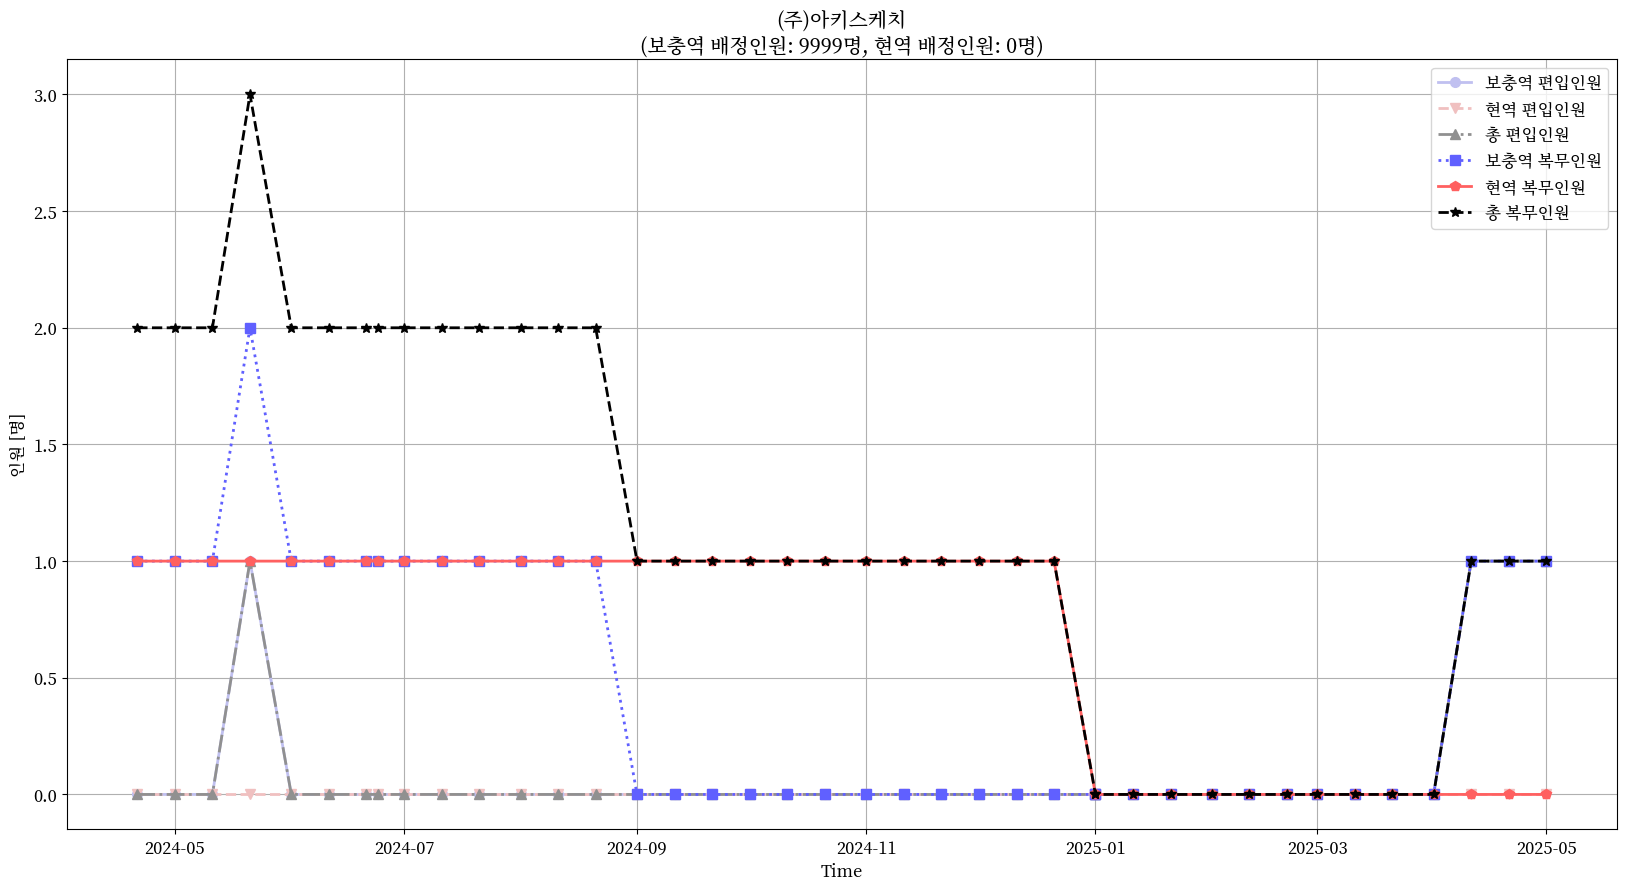 (주)아키스케치
(보충역 배정인원: 9999명, 현역 배정인원: 0명)
보충역 편입인원
현역 편입인원
총 편입인원
보충역 복무인원
현역 복무인원
총 복무인원
인원 [명]
3.0
2.5
2.0
1.5
1.0
0.5
0.0
2024-05 2024-07 2024-09 2024-11 2025-01 2025-03 2025-05
Time